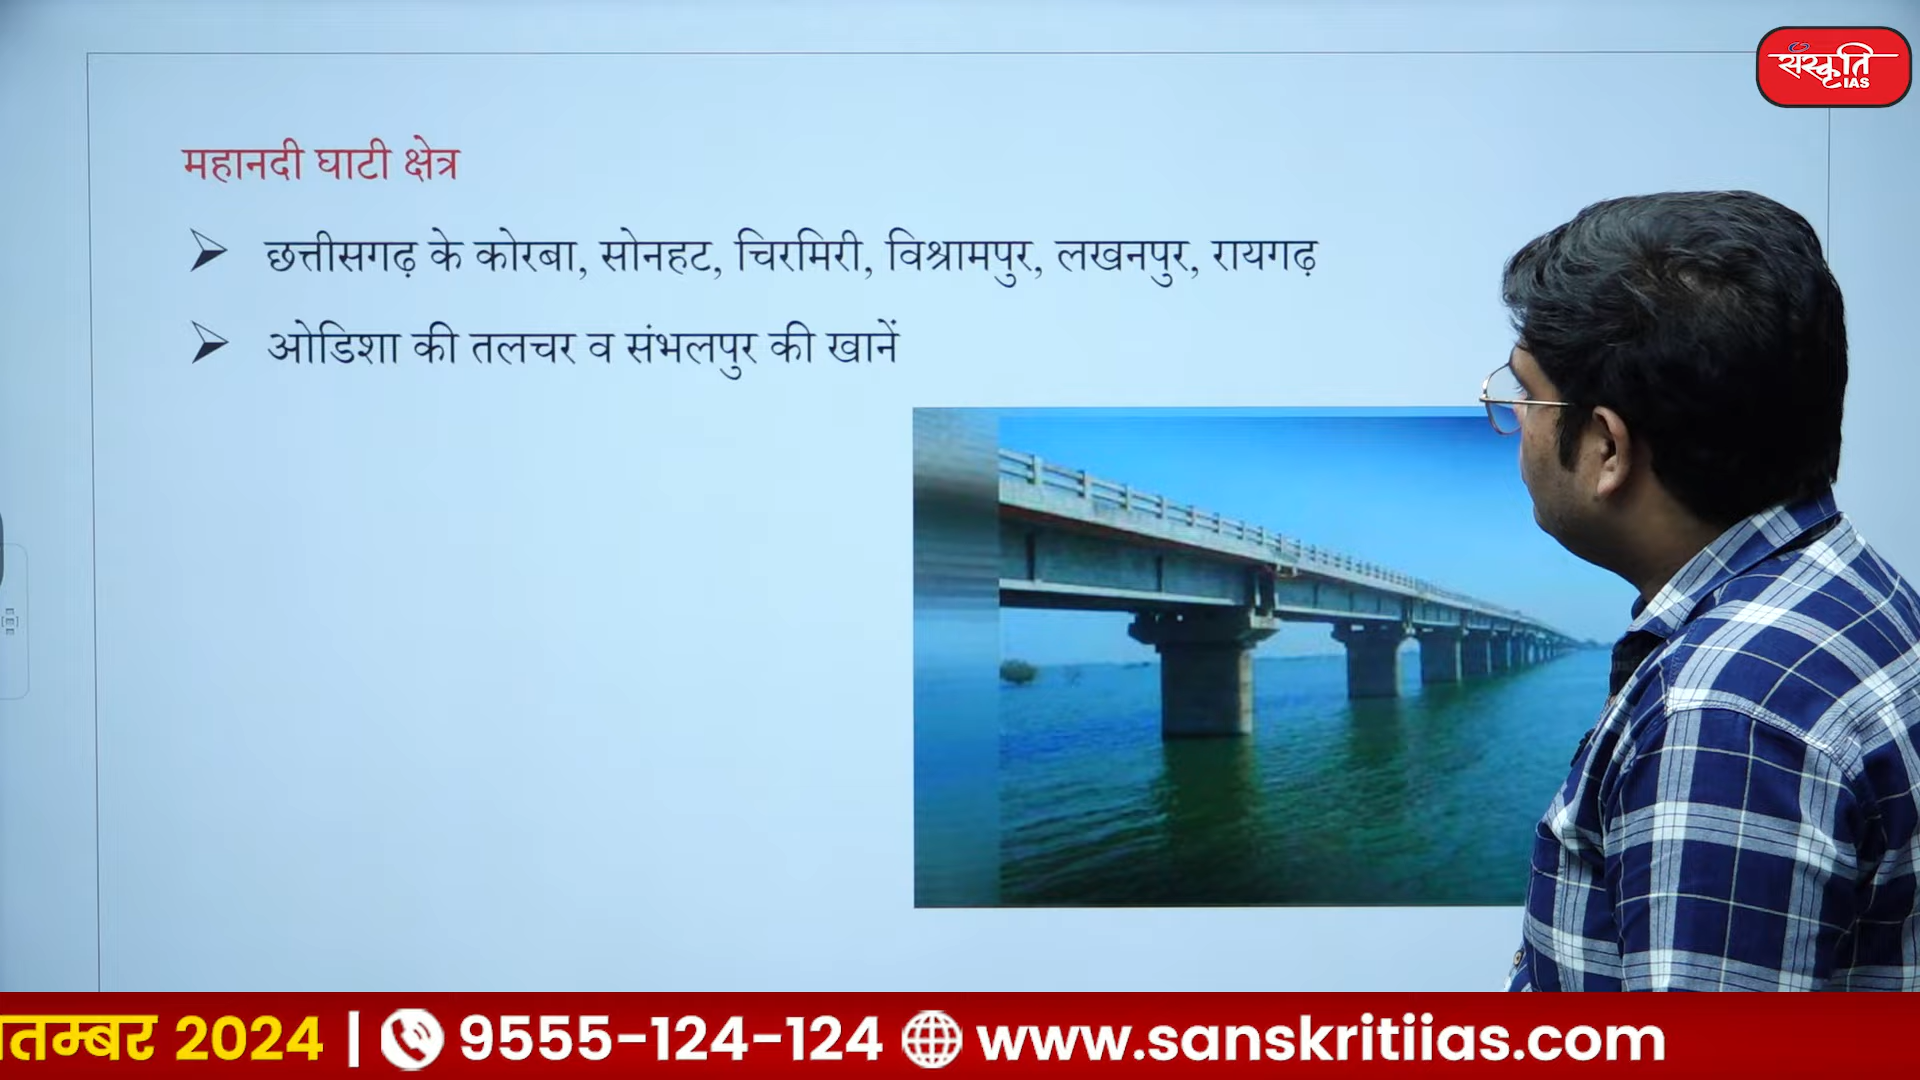 संस्कृति
IAS
महानदी घाटी क्षेत्र
छत्तीसगढ़ के कोरबा, सोनहट, चिरमिरी, विश्रामपुर, लखनपुर, रायगढ़
ओडिशा की तलचर व संभलपुर की खानें
तम्बर 2024 | 9555-124-124 www.sanskritiias.com